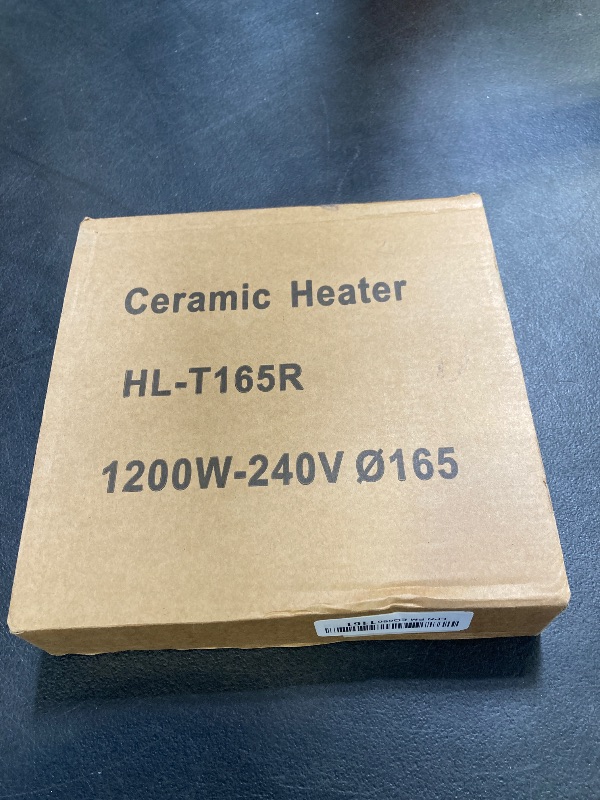 Ceramic Heater
HL-T165R
1200W-240V Ø165